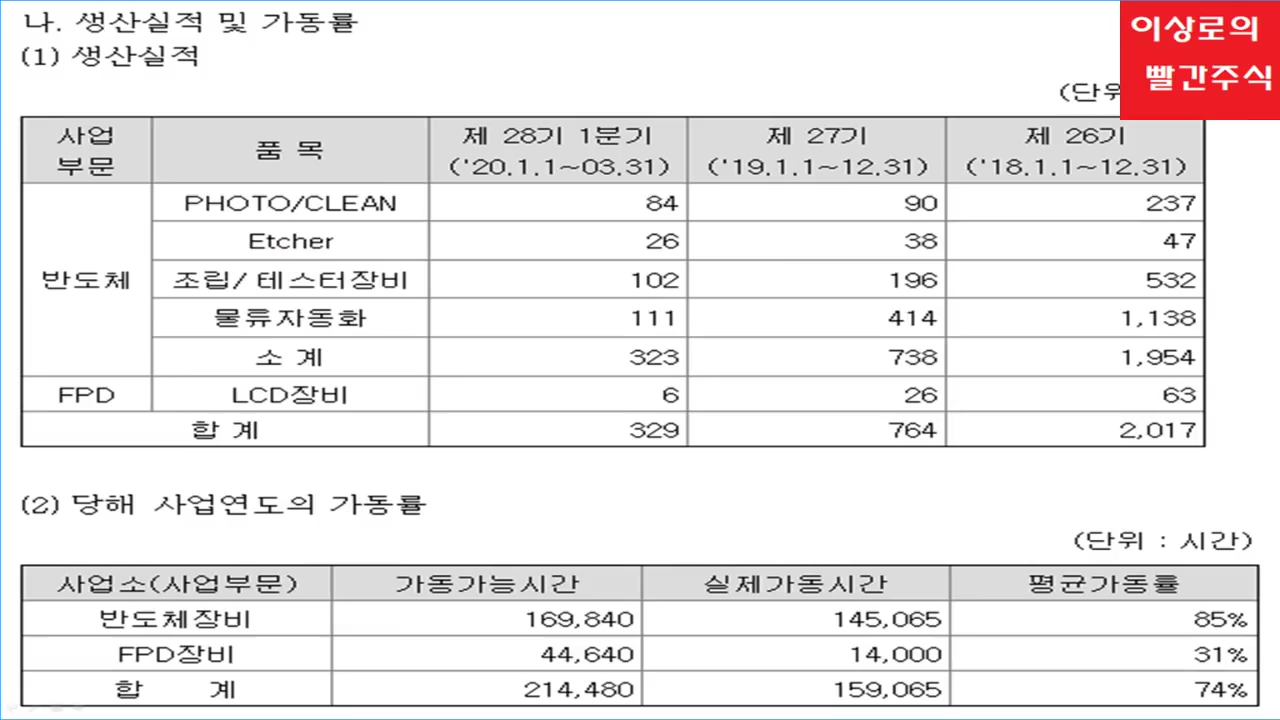 나. 생산실적 및 가동률
(1) 생산실적
이상로의
빨간주식
(단위
사업 부문 품 목 제 28기 1분기 ('20.1.1~03.31) 제 27기 ('19.1.1~12.31) 제 26기 ('18.1.1~12.31)
반도체 PHOTO/CLEAN 84 90 237
Etcher 26 38 47
조립/ 테스터장비 102 196 532
물류자동화 111 414 1,138
소 계 323 738 1,954
FPD LCD장비 6 26 63
합 계 329 764 2,017
(2) 당해 사업연도의 가동률
(단위 : 시간)
사업소(사업부문) 가동가능시간 실제가동시간 평균가동률
반도체장비 169,840 145,065 85%
FPD장비 44,640 14,000 31%
합 계 214,480 159,065 74%